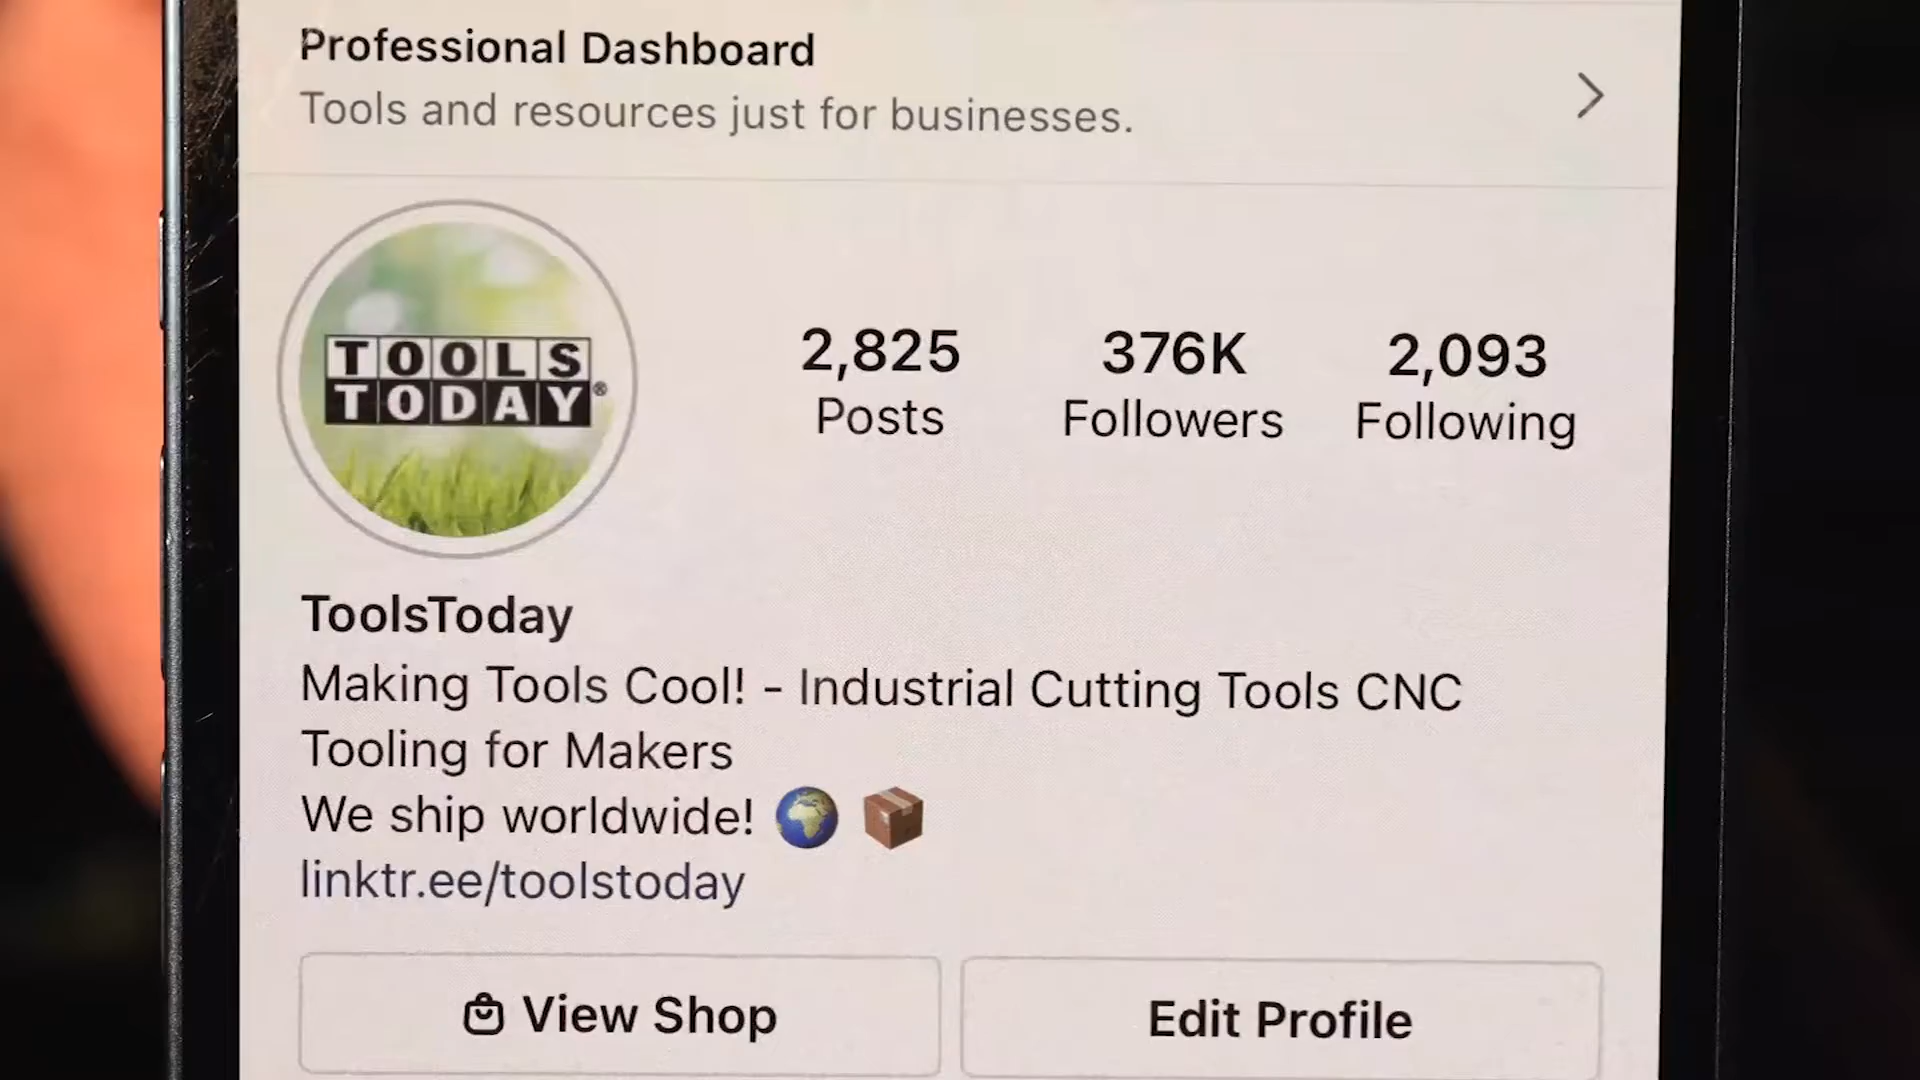 Professional Dashboard
Tools and resources just for businesses.
TOOLS
TODAY®
2,825 376K 2,093
Posts Followers Following
ToolsToday
Making Tools Cool! - Industrial Cutting Tools CNC
Tooling for Makers
We ship worldwide! 🌍 📦
linktr.ee/toolstoday
View Shop
Edit Profile